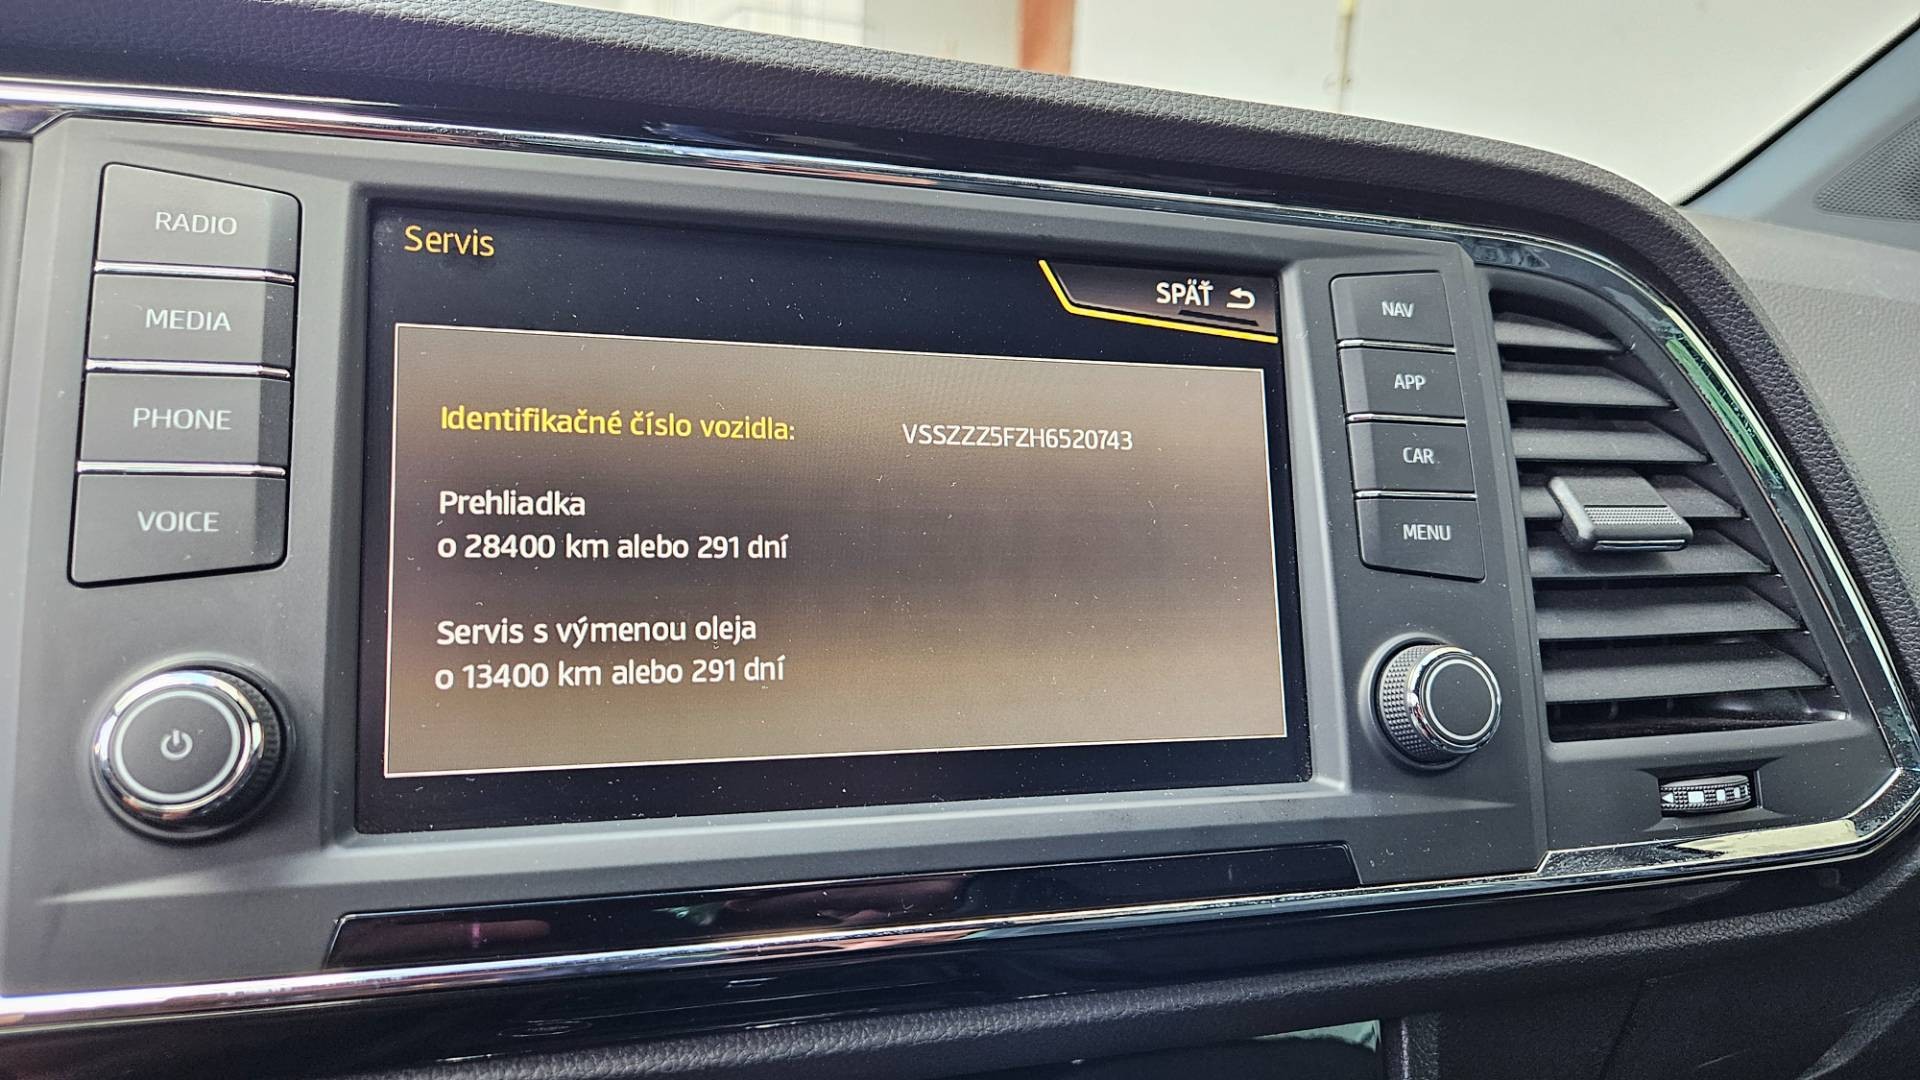 RADIO
MEDIA
PHONE
VOICE
Servis
SPÄŤ
Identifikačné číslo vozidla: VSSZZZ5FZH6520743
Prehliadka
o 28400 km alebo 291 dní
Servis s výmenou oleja
o 13400 km alebo 291 dní
NAV
APP
CAR
MENU